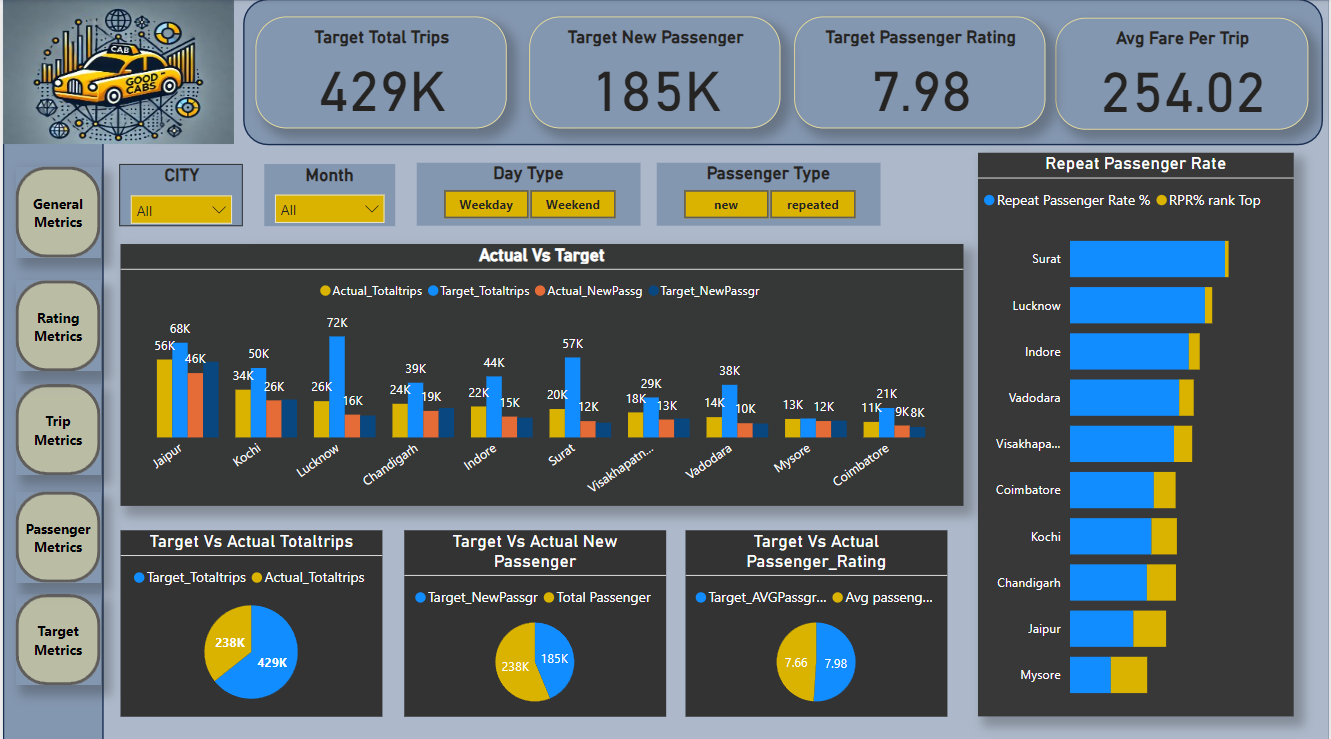 CAB
GOOD
CABS
Target Total Trips
429K
Target New Passenger
185K
Target Passenger Rating
7.98
Avg Fare Per Trip
254.02
General
Metrics
Rating
Metrics
Trip
Metrics
Passenger
Metrics
Target
Metrics
CITY
All
Month
All
Day Type
Weekday
Weekend
Passenger Type
new
repeated
Actual Vs Target
Actual_Totaltrips
Target_Totaltrips
Actual_NewPassg
Target_NewPassgr
56K
68K
46K
34K
50K
26K
26K
72K
16K
24K
39K
19K
22K
44K
15K
20K
57K
12K
18K
29K
13K
14K
38K
10K
13K
12K
11K
21K
9K
8K
Jaipur
Kochi
Lucknow
Chandigarh
Indore
Surat
Visakhapatn...
Vadodara
Mysore
Coimbatore
Target Vs Actual Totaltrips
Target_Totaltrips
Actual_Totaltrips
238K
429K
Target Vs Actual New
Passenger
Target_NewPassgr
Total Passenger
238K
185K
Target Vs Actual
Passenger_Rating
Target_AVGPassgr...
Avg passeng...
7.66
7.98
Repeat Passenger Rate
Repeat Passenger Rate %
RPR% rank Top
Surat
Lucknow
Indore
Vadodara
Visakhapa...
Coimbatore
Kochi
Chandigarh
Jaipur
Mysore